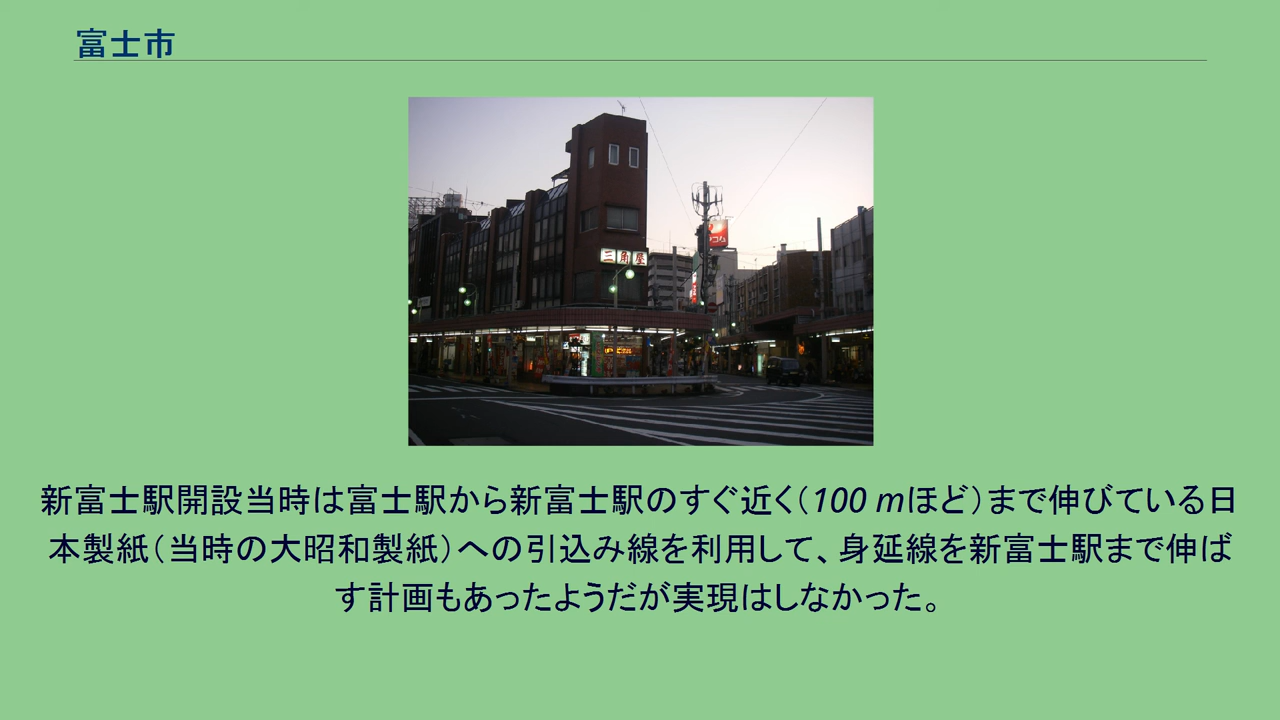 富士市
三角屋
新富士駅開設当時は富士駅から新富士駅のすぐ近く（100 mほど）まで伸びている日
本製紙（当時の大昭和製紙）への引込み線を利用して、身延線を新富士駅まで伸ば
す計画もあったようだが実現はしなかった。